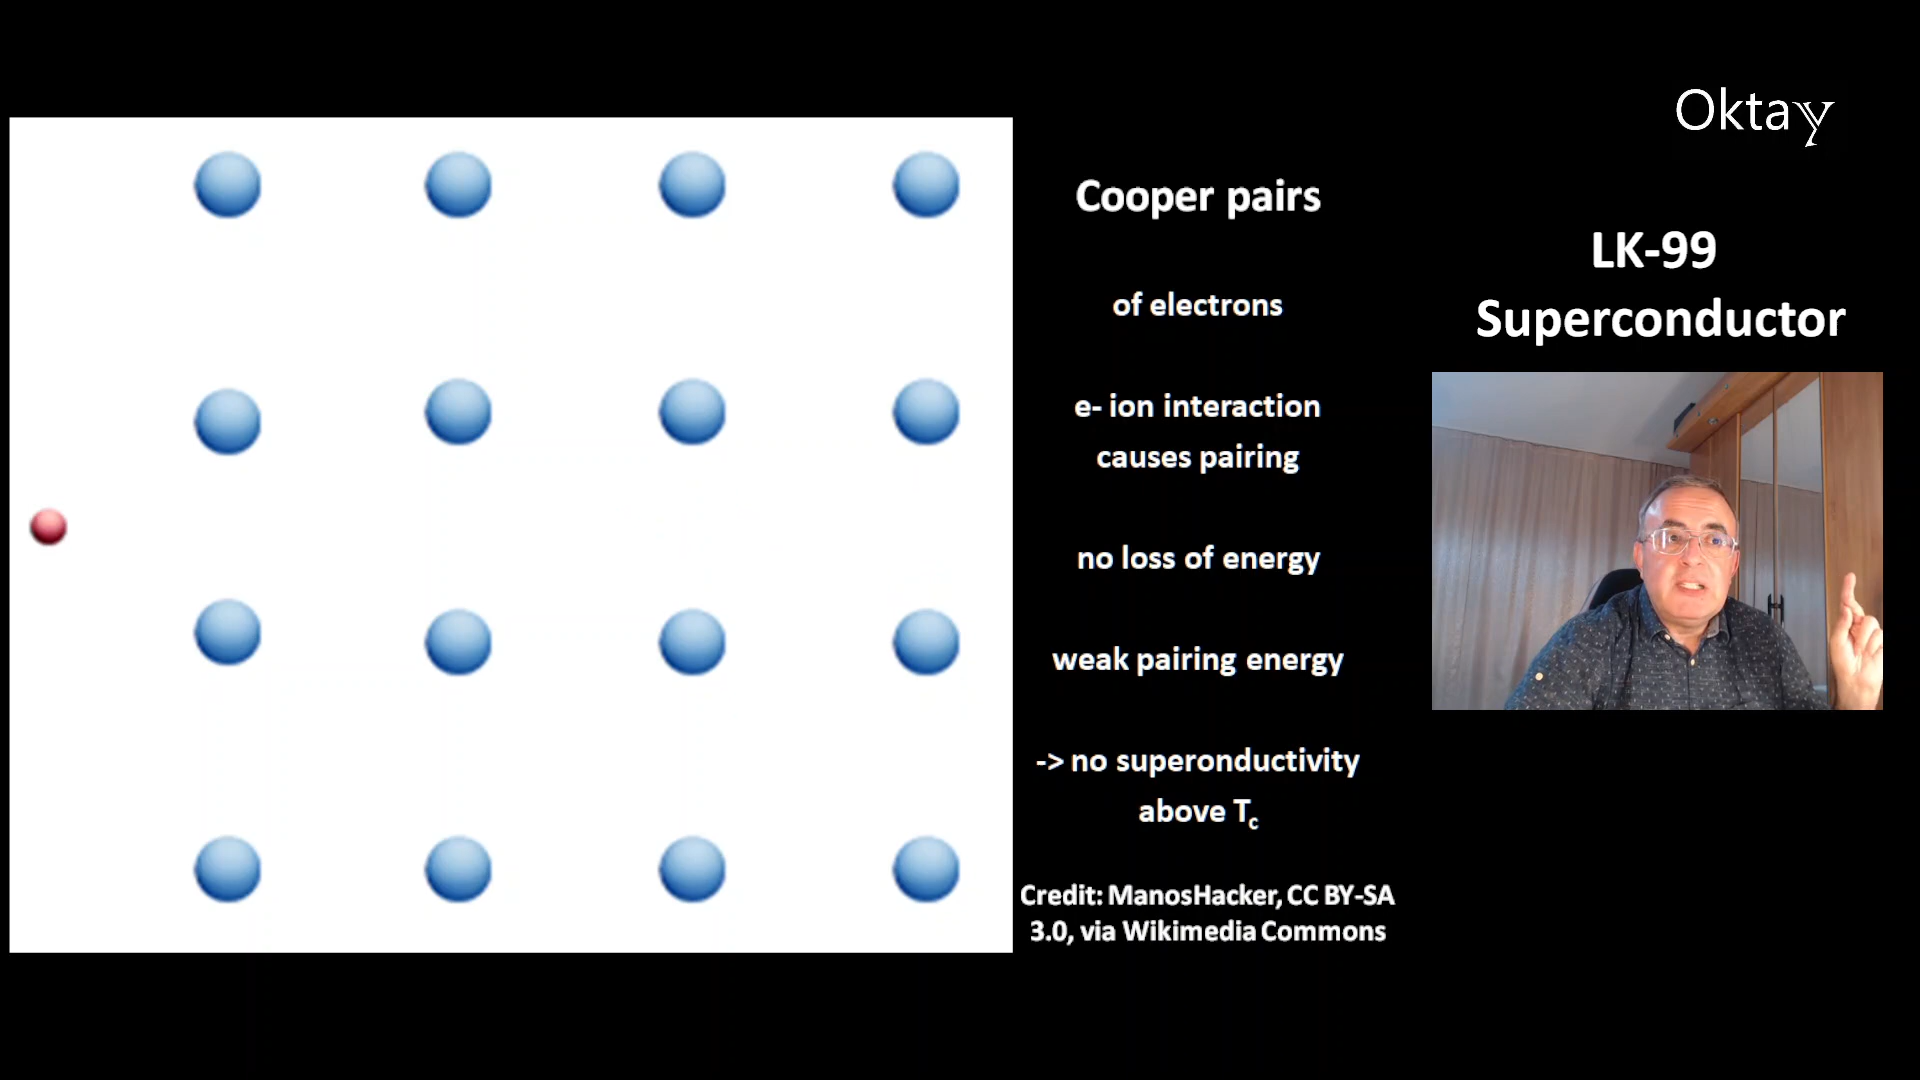 Oktay
Cooper pairs
of electrons
e- ion interaction
causes pairing
no loss of energy
weak pairing energy
-> no superonductivity
above Tc
Credit: ManosHacker, CC BY-SA
3.0, via Wikimedia Commons
LK-99
Superconductor